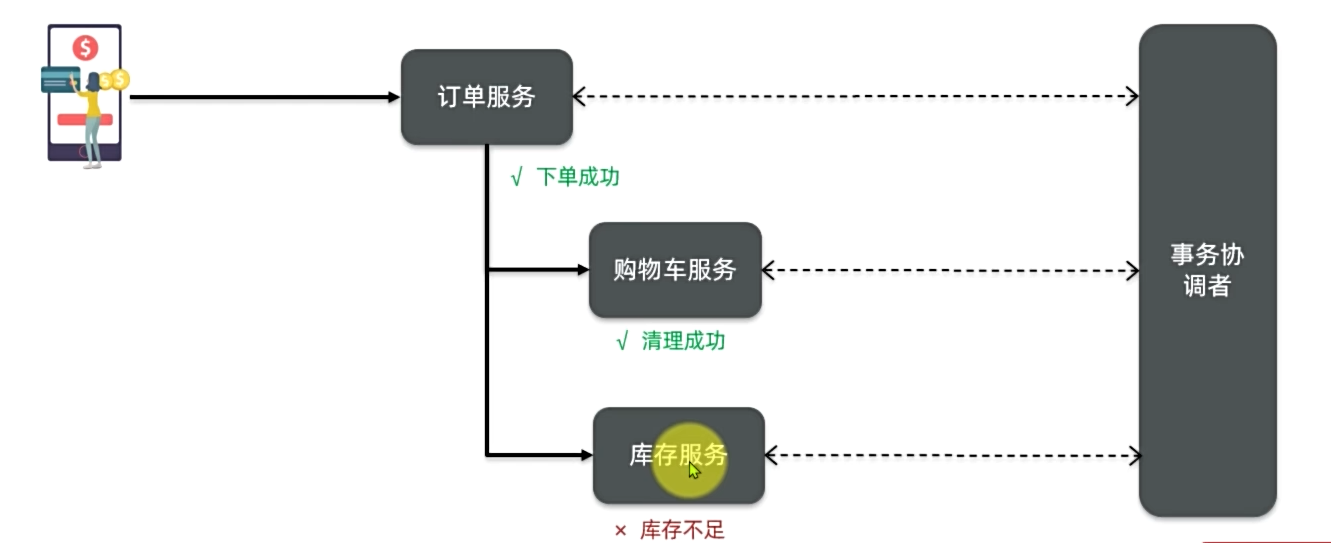 $
$
$
订单服务
√ 下单成功
购物车服务
√ 清理成功
事务协
调者
库存服务
× 库存不足